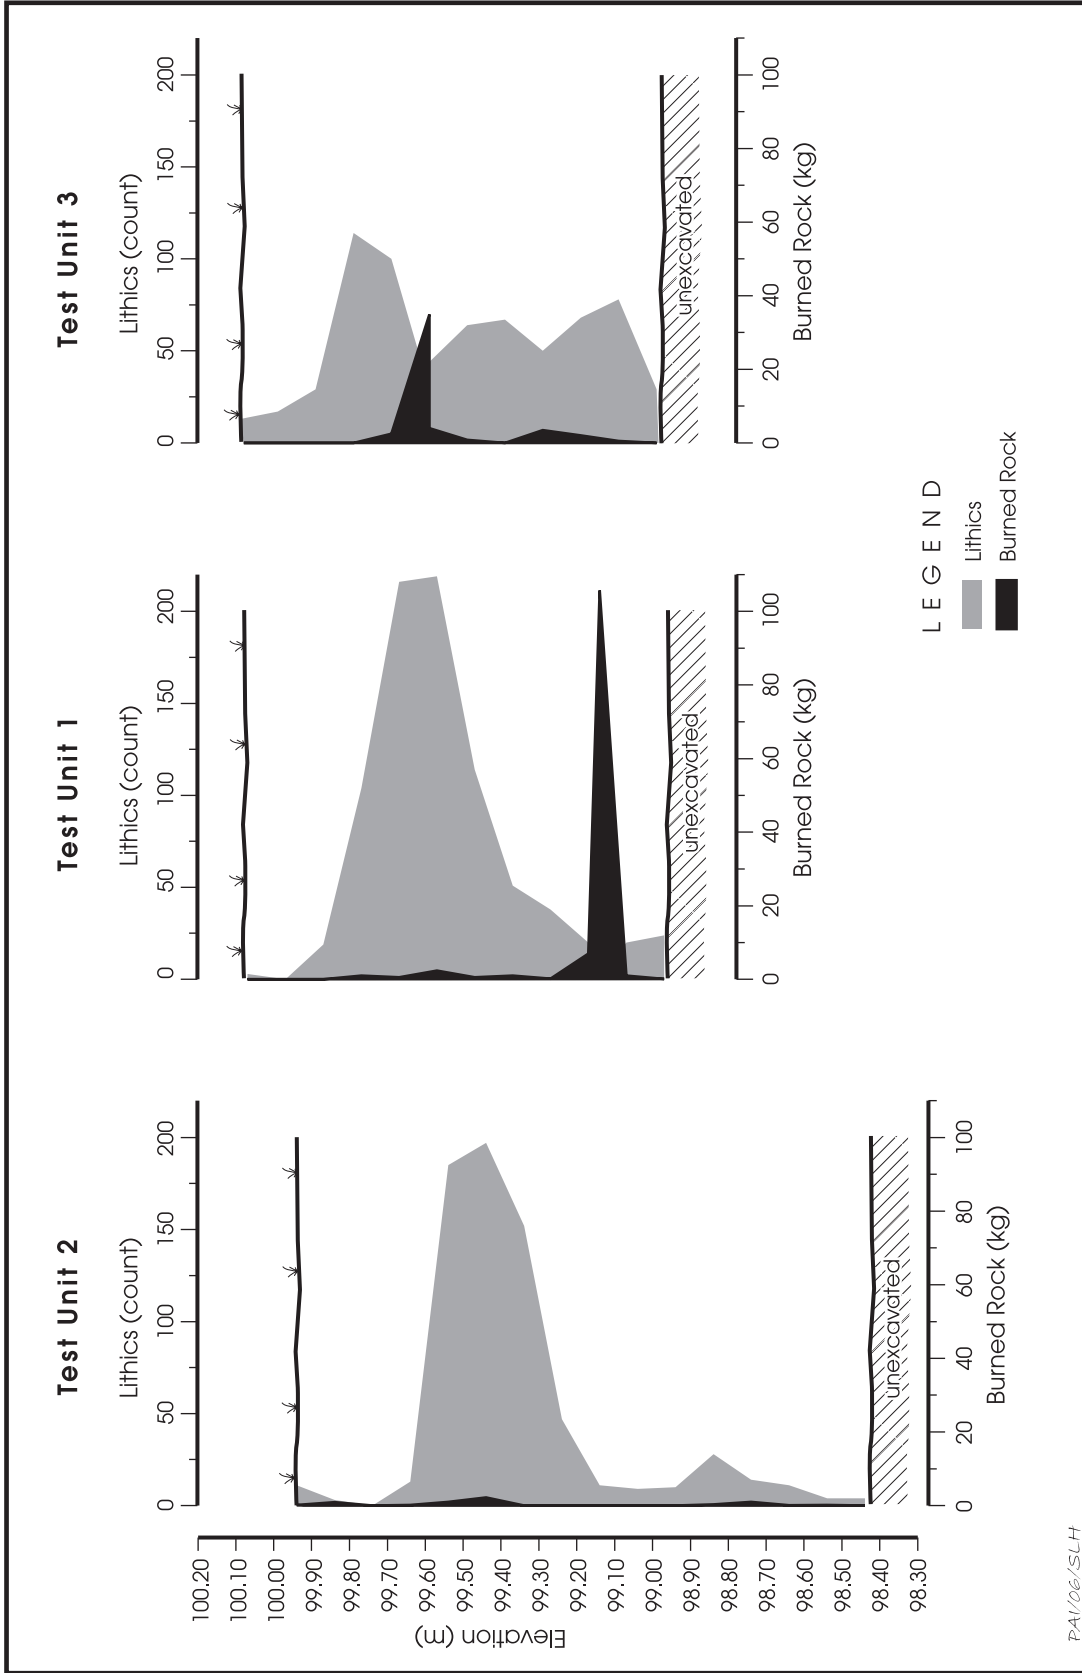 Test Unit 2
Lithics (count)
0 50 100 150 200
unexcavated
0 20 40 60 80 100
Burned Rock (kg)
Test Unit 1
Lithics (count)
0 50 100 150 200
unexcavated
0 20 40 60 80 100
Burned Rock (kg)
Test Unit 3
Lithics (count)
0 50 100 150 200
unexcavated
0 20 40 60 80 100
Burned Rock (kg)
Elevation (m)
100.20
100.10
100.00
99.90
99.80
99.70
99.60
99.50
99.40
99.30
99.20
99.10
99.00
98.90
98.80
98.70
98.60
98.50
98.40
98.30
LEGEND
Lithics
Burned Rock
PAI/06/SLH